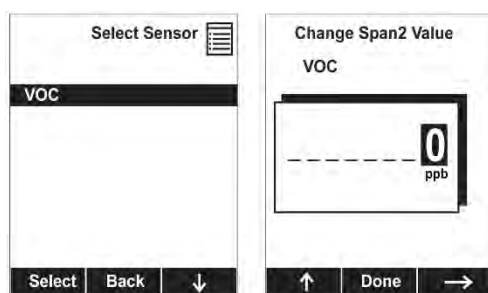 Select Sensor
VOC
Select Back ↓
Change Span2 Value
VOC
_ _ _ _ _ _ _ 0
ppb
↑ Done →